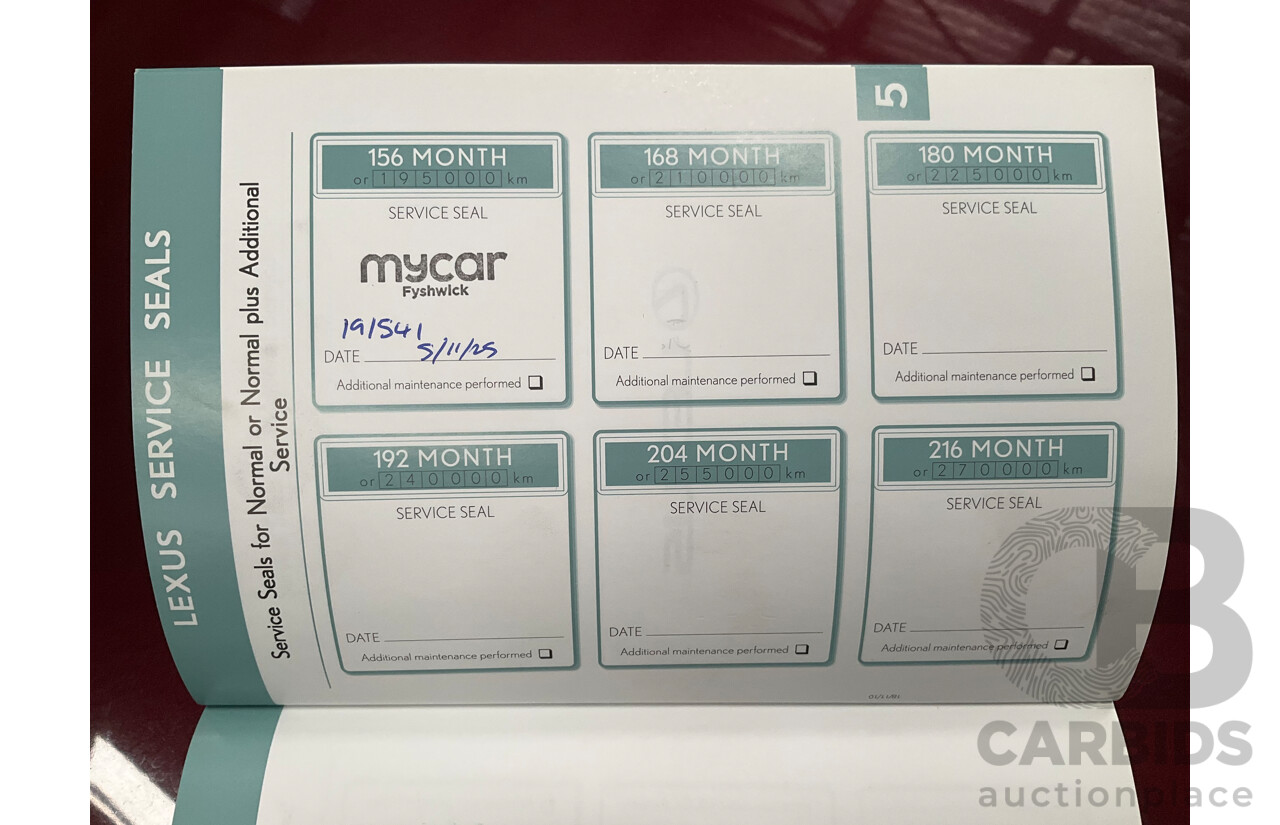 5
LEXUS SERVICE SEALS
Service Seals for Normal or Normal plus Additional
Service
156 MONTH
or 195000 km
SERVICE SEAL
mycar
Fyshwick
191541
DATE 5/11/25
Additional maintenance performed
168 MONTH
or 210000 km
SERVICE SEAL
DATE
Additional maintenance performed
180 MONTH
or 225000 km
SERVICE SEAL
DATE
Additional maintenance performed
192 MONTH
or 240000 km
SERVICE SEAL
DATE
Additional maintenance performed
204 MONTH
or 255000 km
SERVICE SEAL
DATE
Additional maintenance performed
216 MONTH
or 270000 km
SERVICE SEAL
DATE
Additional maintenance performed
CB
CARBIDS
auctionplace